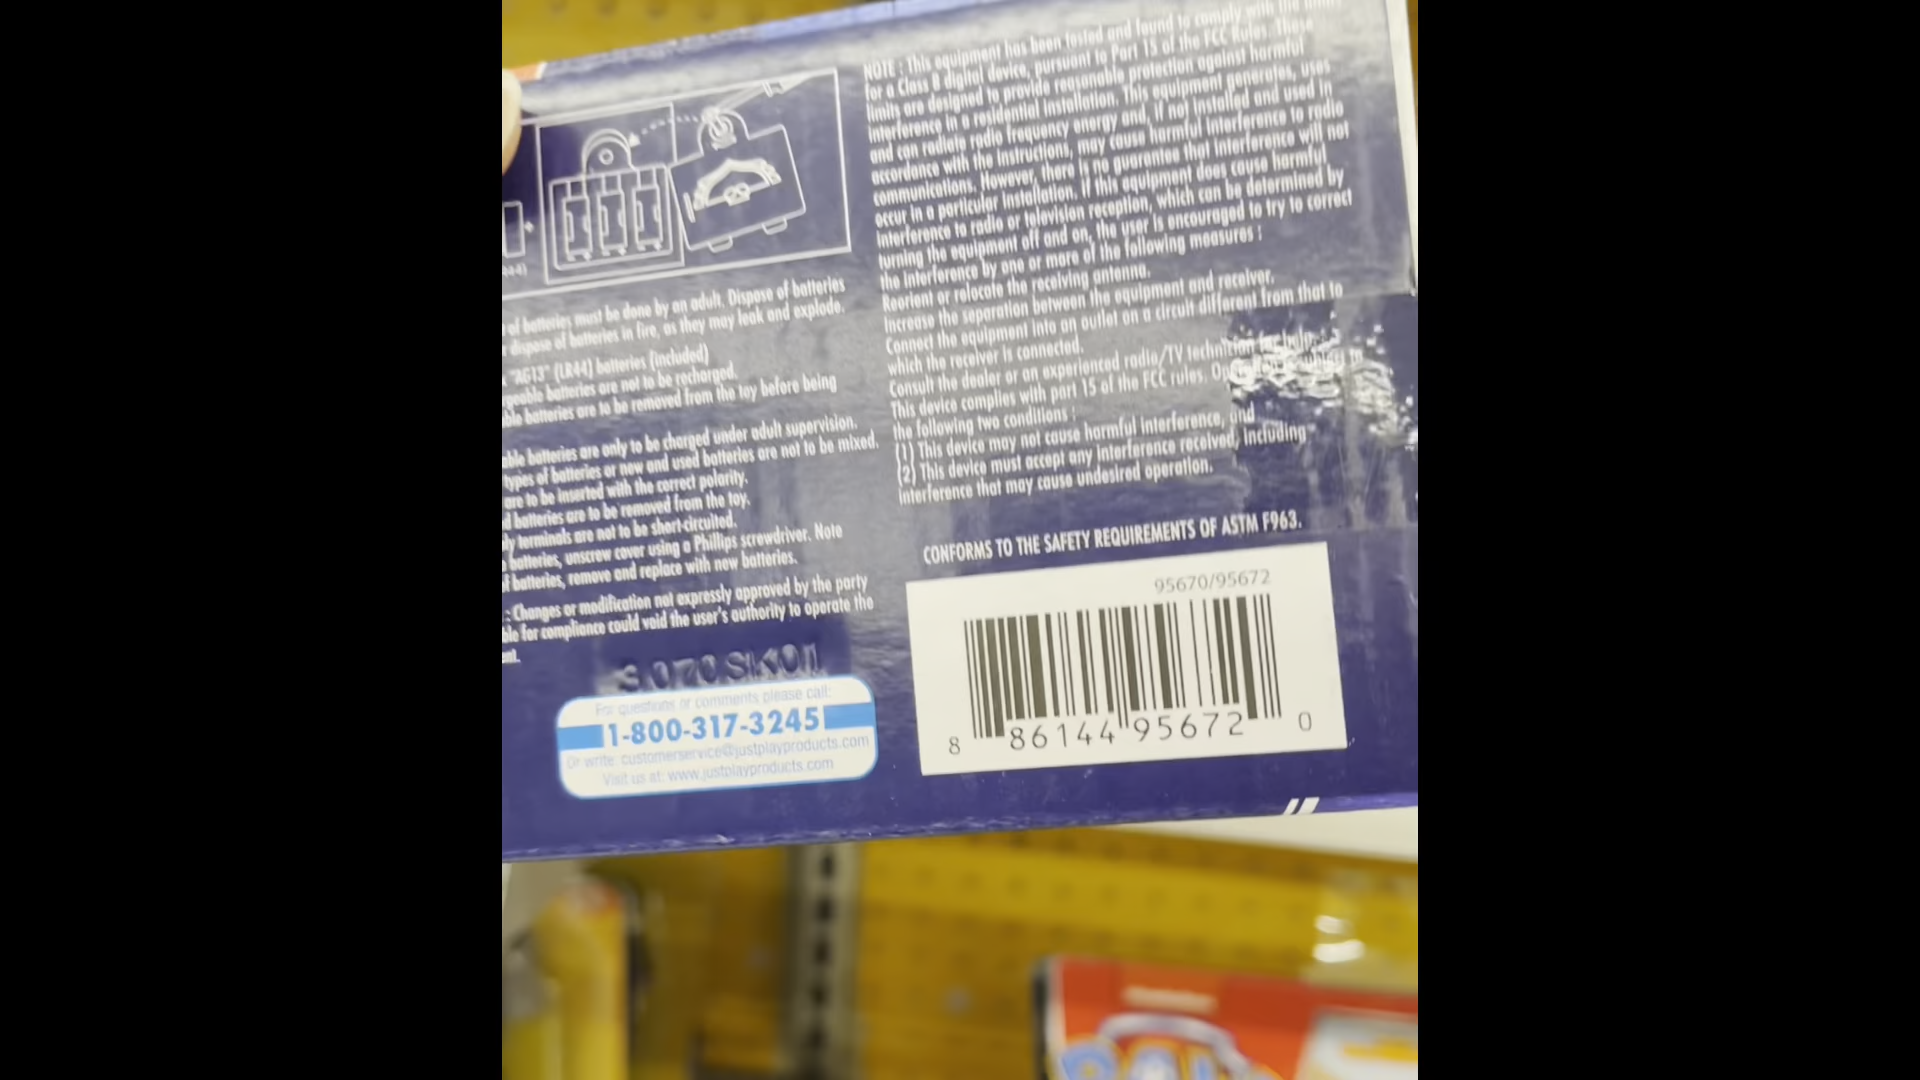 of batteries must be done by an adult. Dispose of batteries
dispose of batteries in fire, as they may leak and explode.
"AG13" (LR44) batteries (included)
batteries are not to be recharged.
batteries are to be removed from the toy before being
batteries are only to be charged under adult supervision.
types of batteries or new and used batteries are not to be mixed.
are to be inserted with the correct polarity.
batteries are to be removed from the toy.
terminals are not to be short-circuited.
batteries, unscrew cover using a Phillips screwdriver. Note
of batteries, remove and replace with new batteries.
: Changes or modification not expressly approved by the party
for compliance could void the user's authority to operate the
3070SK01
For questions or comments please call:
1-800-317-3245
Or write: customerservice@justplayproducts.com
Visit us at: www.justplayproducts.com
NOTE : This equipment has been tested and found to comply with the limits
for a Class B digital device, pursuant to Part 15 of the FCC Rules. These
limits are designed to provide reasonable protection against harmful
interference in a residential installation. This equipment generates, uses
and can radiate radio frequency energy and, if not installed and used in
accordance with the instructions, may cause harmful interference to radio
communications. However, there is no guarantee that interference will not
occur in a particular installation. If this equipment does cause harmful
interference to radio or television reception, which can be determined by
turning the equipment off and on, the user is encouraged to try to correct
the interference by one or more of the following measures :
Reorient or relocate the receiving antenna.
Increase the separation between the equipment and receiver.
Connect the equipment into an outlet on a circuit different from that to
which the receiver is connected.
Consult the dealer or an experienced radio/TV technician for help.
This device complies with part 15 of the FCC rules.
the following two conditions :
(1) This device may not cause harmful interference, and
(2) This device must accept any interference received, including
interference that may cause undesired operation.
CONFORMS TO THE SAFETY REQUIREMENTS OF ASTM F963.
95670/95672
8 86144 95672 0